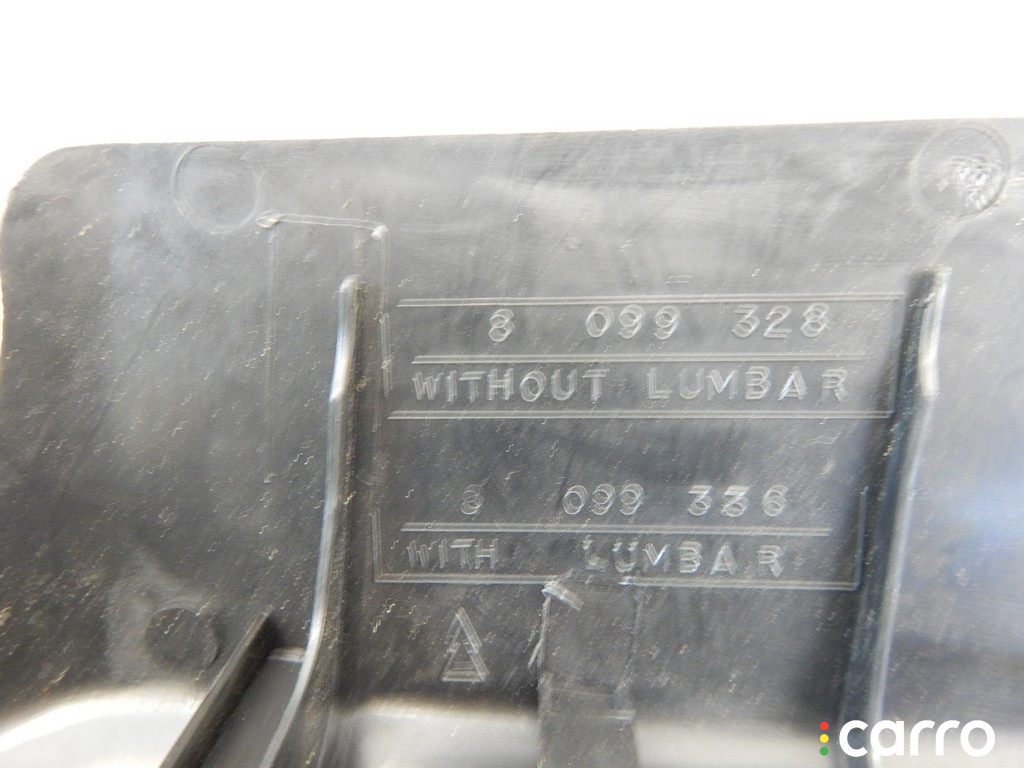 8 099 328
WITHOUT LUMBAR
8 099 336
WITH LUMBAR
carro